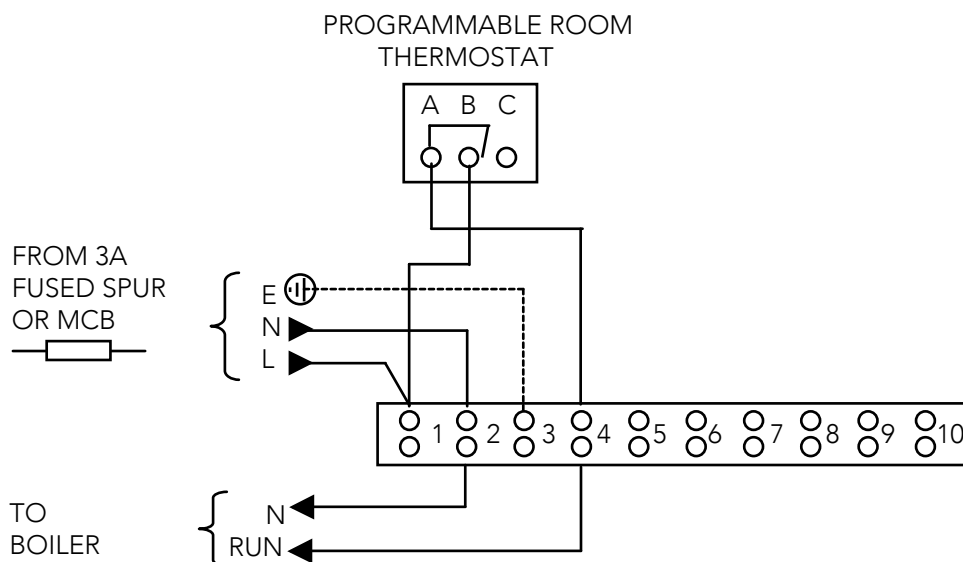 PROGRAMMABLE ROOM
THERMOSTAT
A B C
FROM 3A
FUSED SPUR
OR MCB
E
N
L
1 2 3 4 5 6 7 8 9 10
TO
BOILER
N
RUN